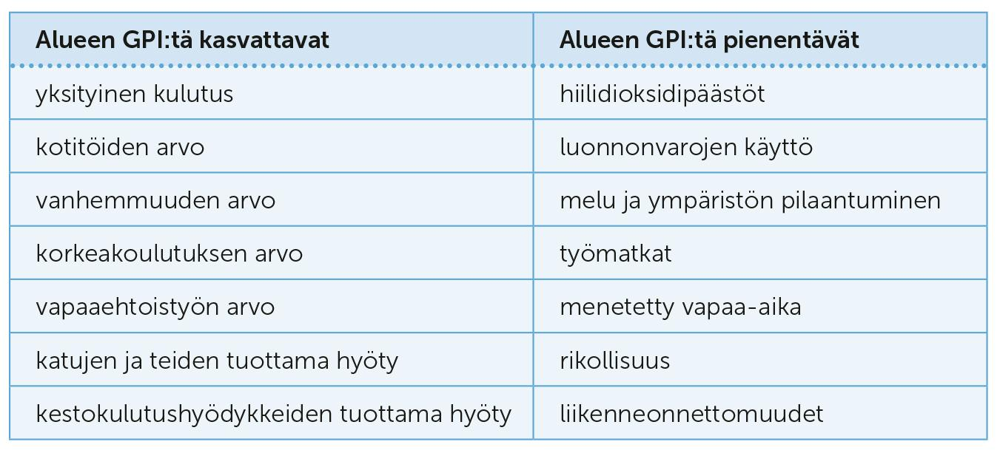 Alueen GPI:tä kasvattavat
Alueen GPI:tä pienentävät
yksityinen kulutus
hiilidioksidipäästöt
kotitöiden arvo
luonnonvarojen käyttö
vanhemmuuden arvo
melu ja ympäristön pilaantuminen
korkeakoulutuksen arvo
työmatkat
vapaaehtoistyön arvo
menetetty vapaa-aika
katujen ja teiden tuottama hyöty
rikollisuus
kestokulutushyödykkeiden tuottama hyöty
liikenneonnettomuudet